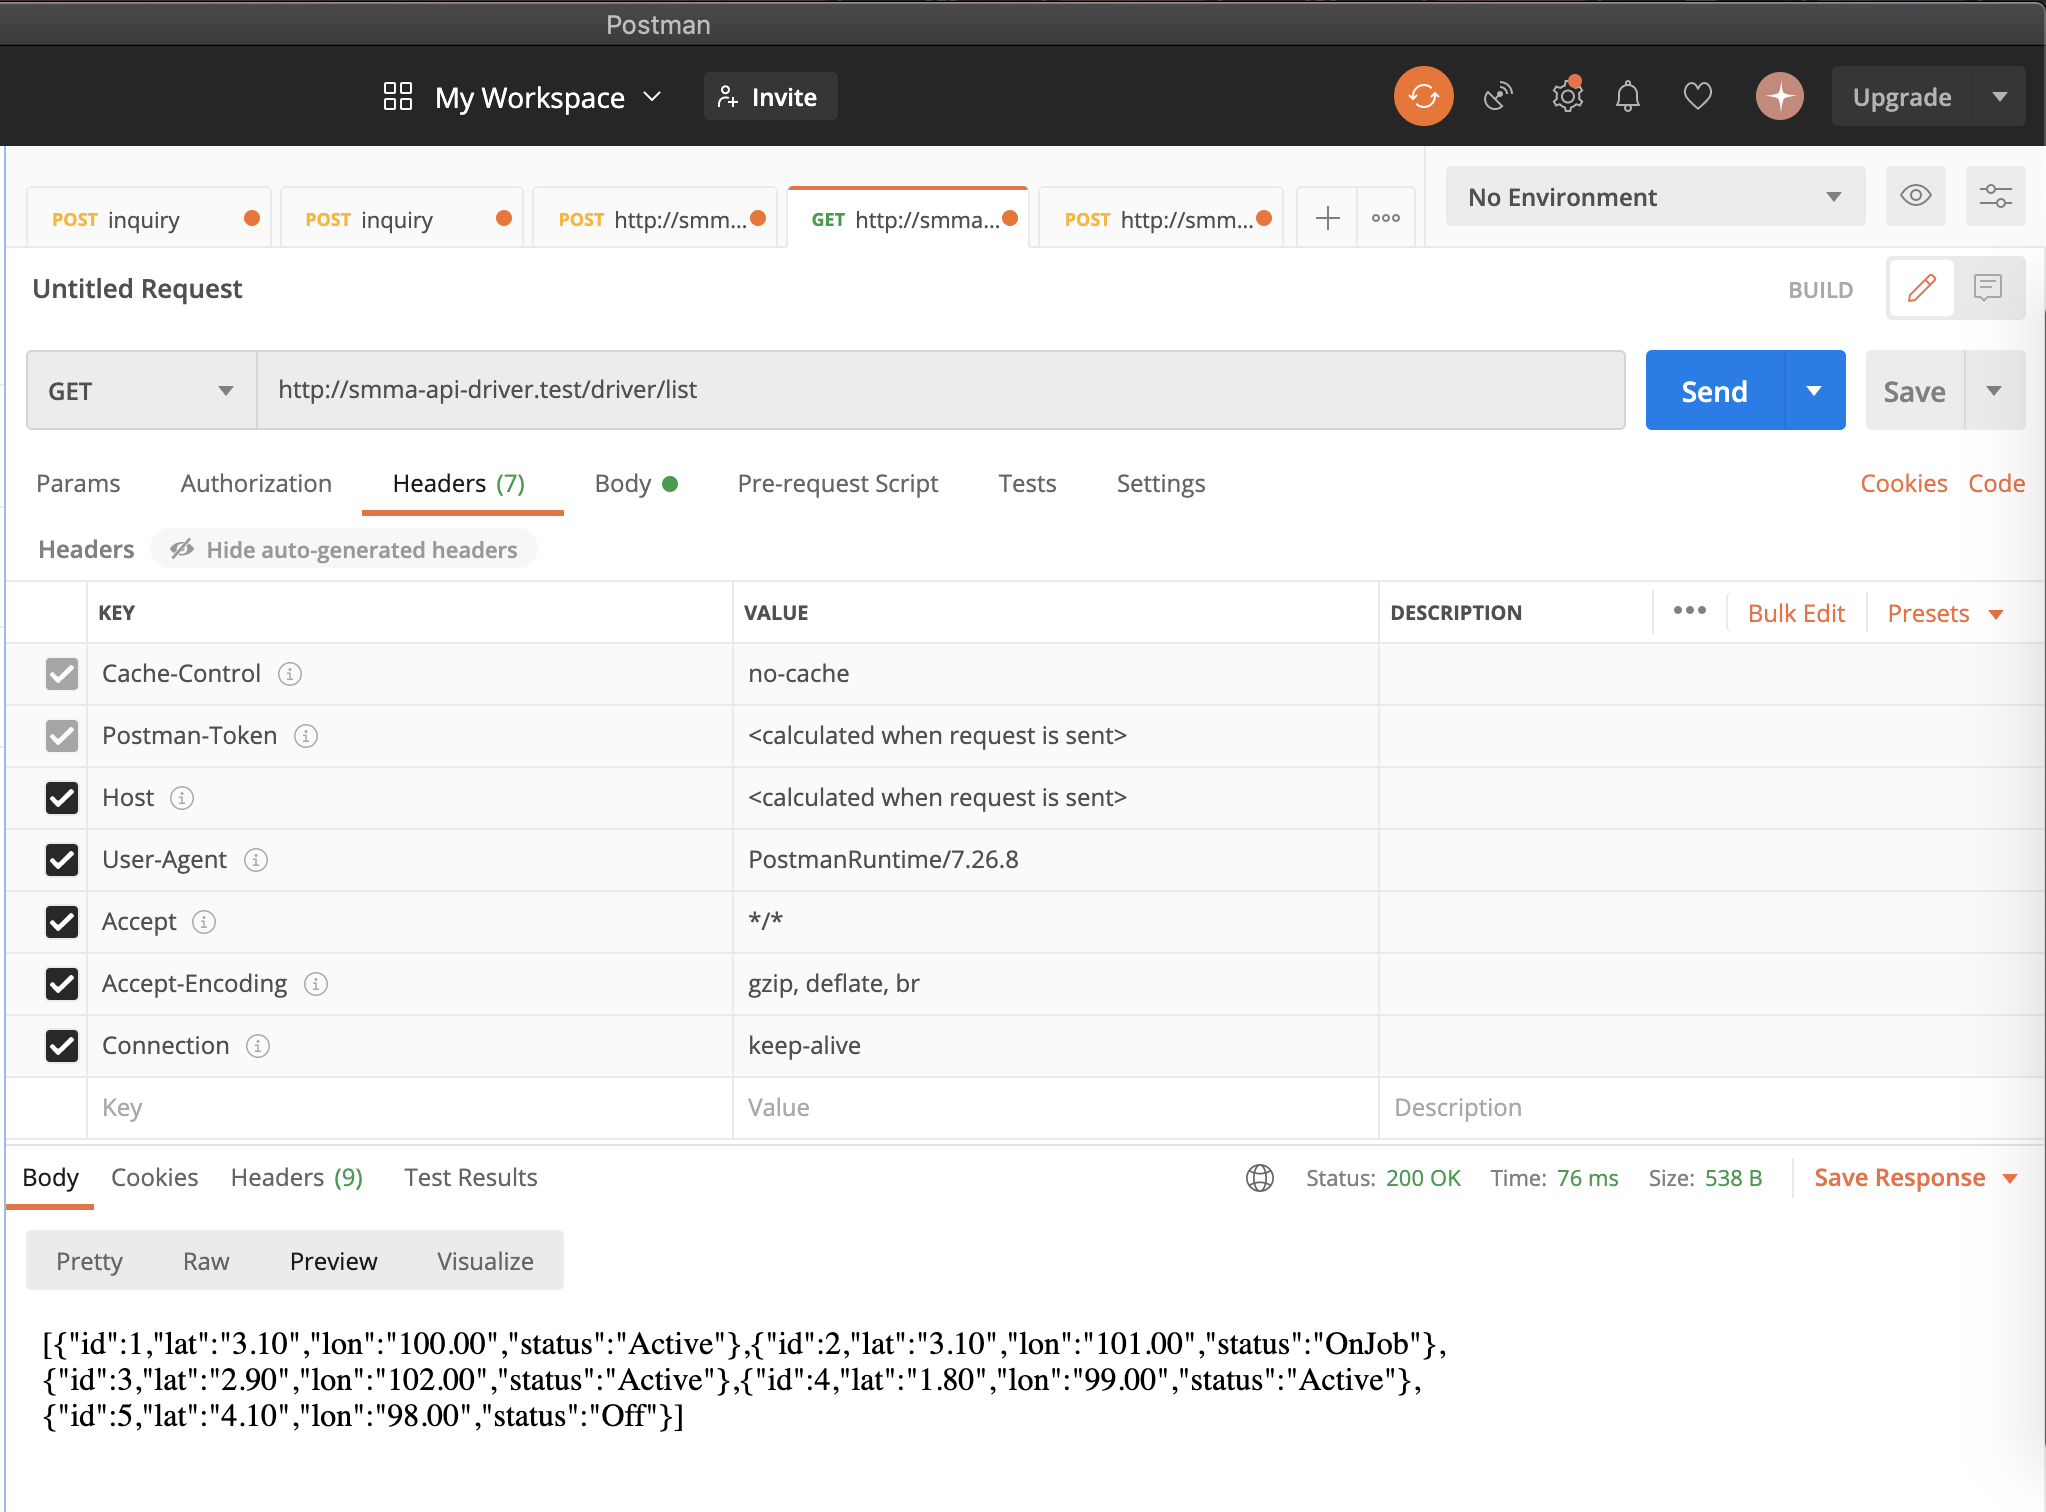 Postman
My Workspace Invite Upgrade
POST inquiry POST inquiry POST http://smm... GET http://smma... POST http://smm... No Environment
Untitled Request BUILD
GET http://smma-api-driver.test/driver/list Send Save
Params Authorization Headers (7) Body Pre-request Script Tests Settings Cookies Code
Headers Hide auto-generated headers
KEY VALUE DESCRIPTION Bulk Edit Presets
Cache-Control no-cache
Postman-Token <calculated when request is sent>
Host <calculated when request is sent>
User-Agent PostmanRuntime/7.26.8
Accept */*
Accept-Encoding gzip, deflate, br
Connection keep-alive
Key Value Description
Body Cookies Headers (9) Test Results Status: 200 OK Time: 76 ms Size: 538 B Save Response
Pretty Raw Preview Visualize
[{"id":1,"lat":"3.10","lon":"100.00","status":"Active"},{"id":2,"lat":"3.10","lon":"101.00","status":"OnJob"},
{"id":3,"lat":"2.90","lon":"102.00","status":"Active"},{"id":4,"lat":"1.80","lon":"99.00","status":"Active"},
{"id":5,"lat":"4.10","lon":"98.00","status":"Off"}]